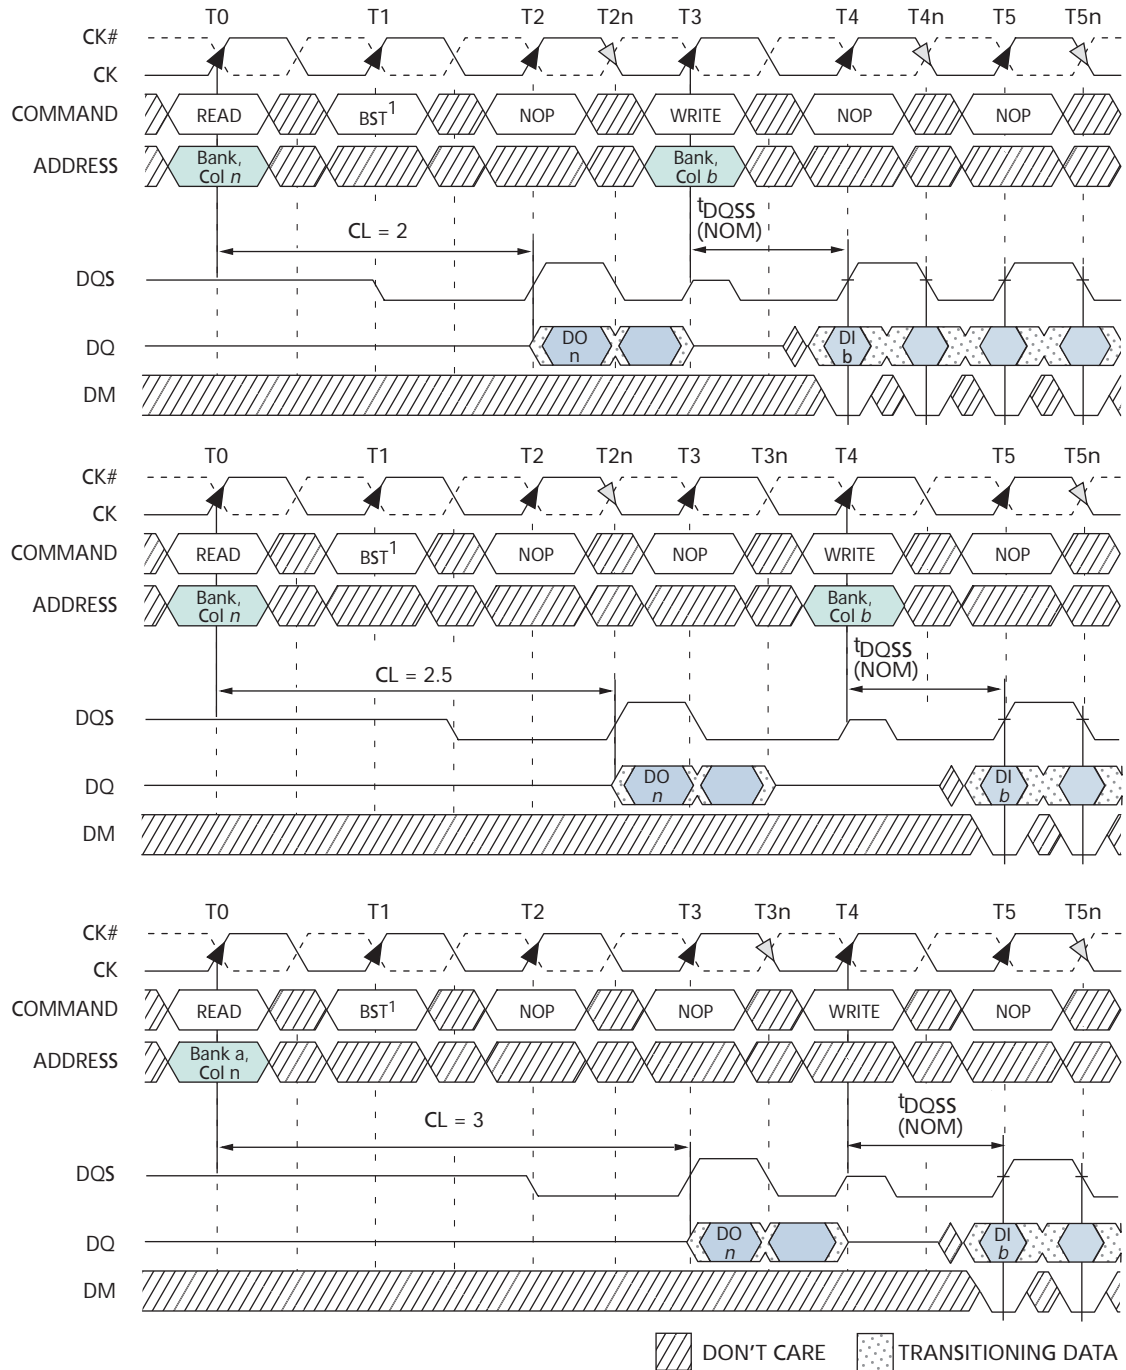 T0 T1 T2 T2n T3 T4 T4n T5 T5n
CK#
CK
COMMAND READ BST1 NOP WRITE NOP NOP
ADDRESS Bank, Col n Bank, Col b
CL = 2 tDQSS (NOM)
DQS
DQ DO n DI b
DM
T0 T1 T2 T2n T3 T3n T4 T5 T5n
CK#
CK
COMMAND READ BST1 NOP NOP WRITE NOP
ADDRESS Bank, Col n Bank, Col b
CL = 2.5 tDQSS (NOM)
DQS
DQ DO n DI b
DM
T0 T1 T2 T3 T3n T4 T5 T5n
CK#
CK
COMMAND READ BST1 NOP NOP WRITE NOP
ADDRESS Bank a, Col n
CL = 3 tDQSS (NOM)
DQS
DQ DO n DI b
DM
DON'T CARE TRANSITIONING DATA